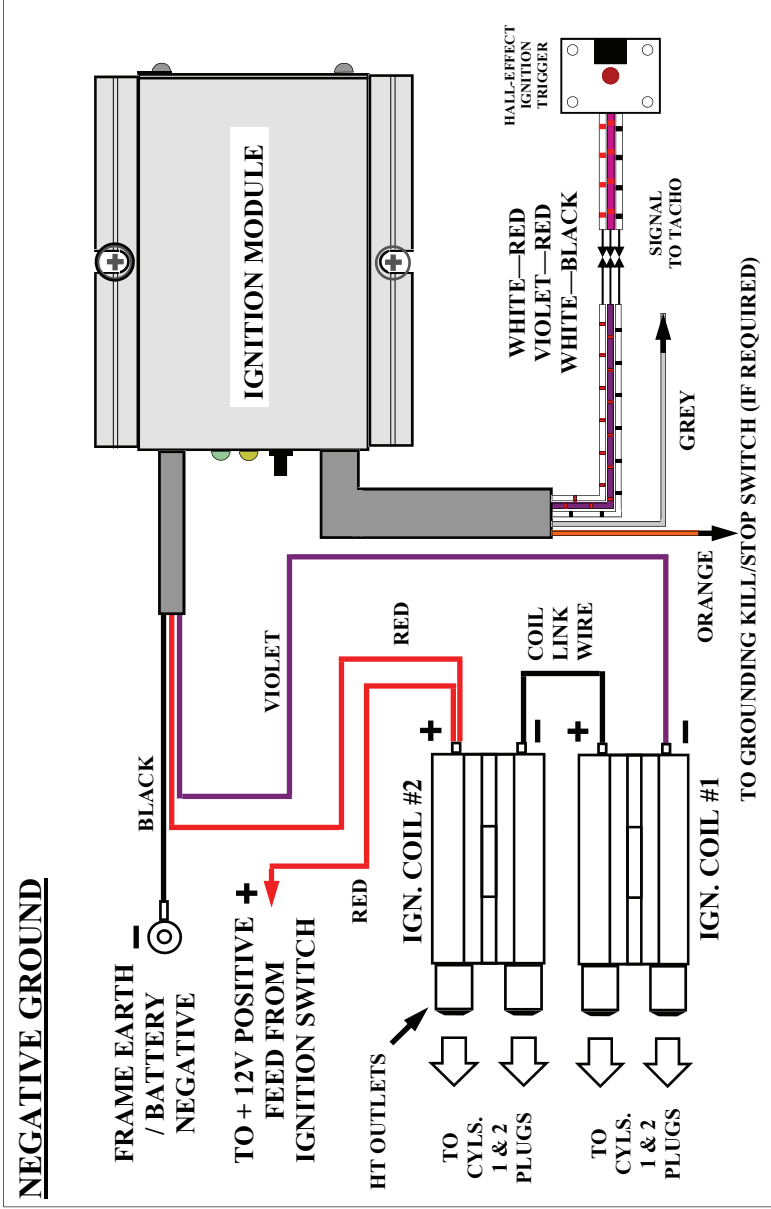 NEGATIVE GROUND
FRAME EARTH
/ BATTERY
NEGATIVE
−
BLACK
TO + 12V POSITIVE +
FEED FROM
IGNITION SWITCH
RED
VIOLET
RED
IGNITION MODULE
HT OUTLETS
IGN. COIL #2
+
−
COIL
LINK
WIRE
TO
CYLS.
1 & 2
PLUGS
IGN. COIL #1
+
−
TO
CYLS.
1 & 2
PLUGS
HALL-EFFECT
IGNITION
TRIGGER
WHITE—RED
VIOLET—RED
WHITE—BLACK
SIGNAL
TO TACHO
GREY
ORANGE
TO GROUNDING KILL/STOP SWITCH (IF REQUIRED)